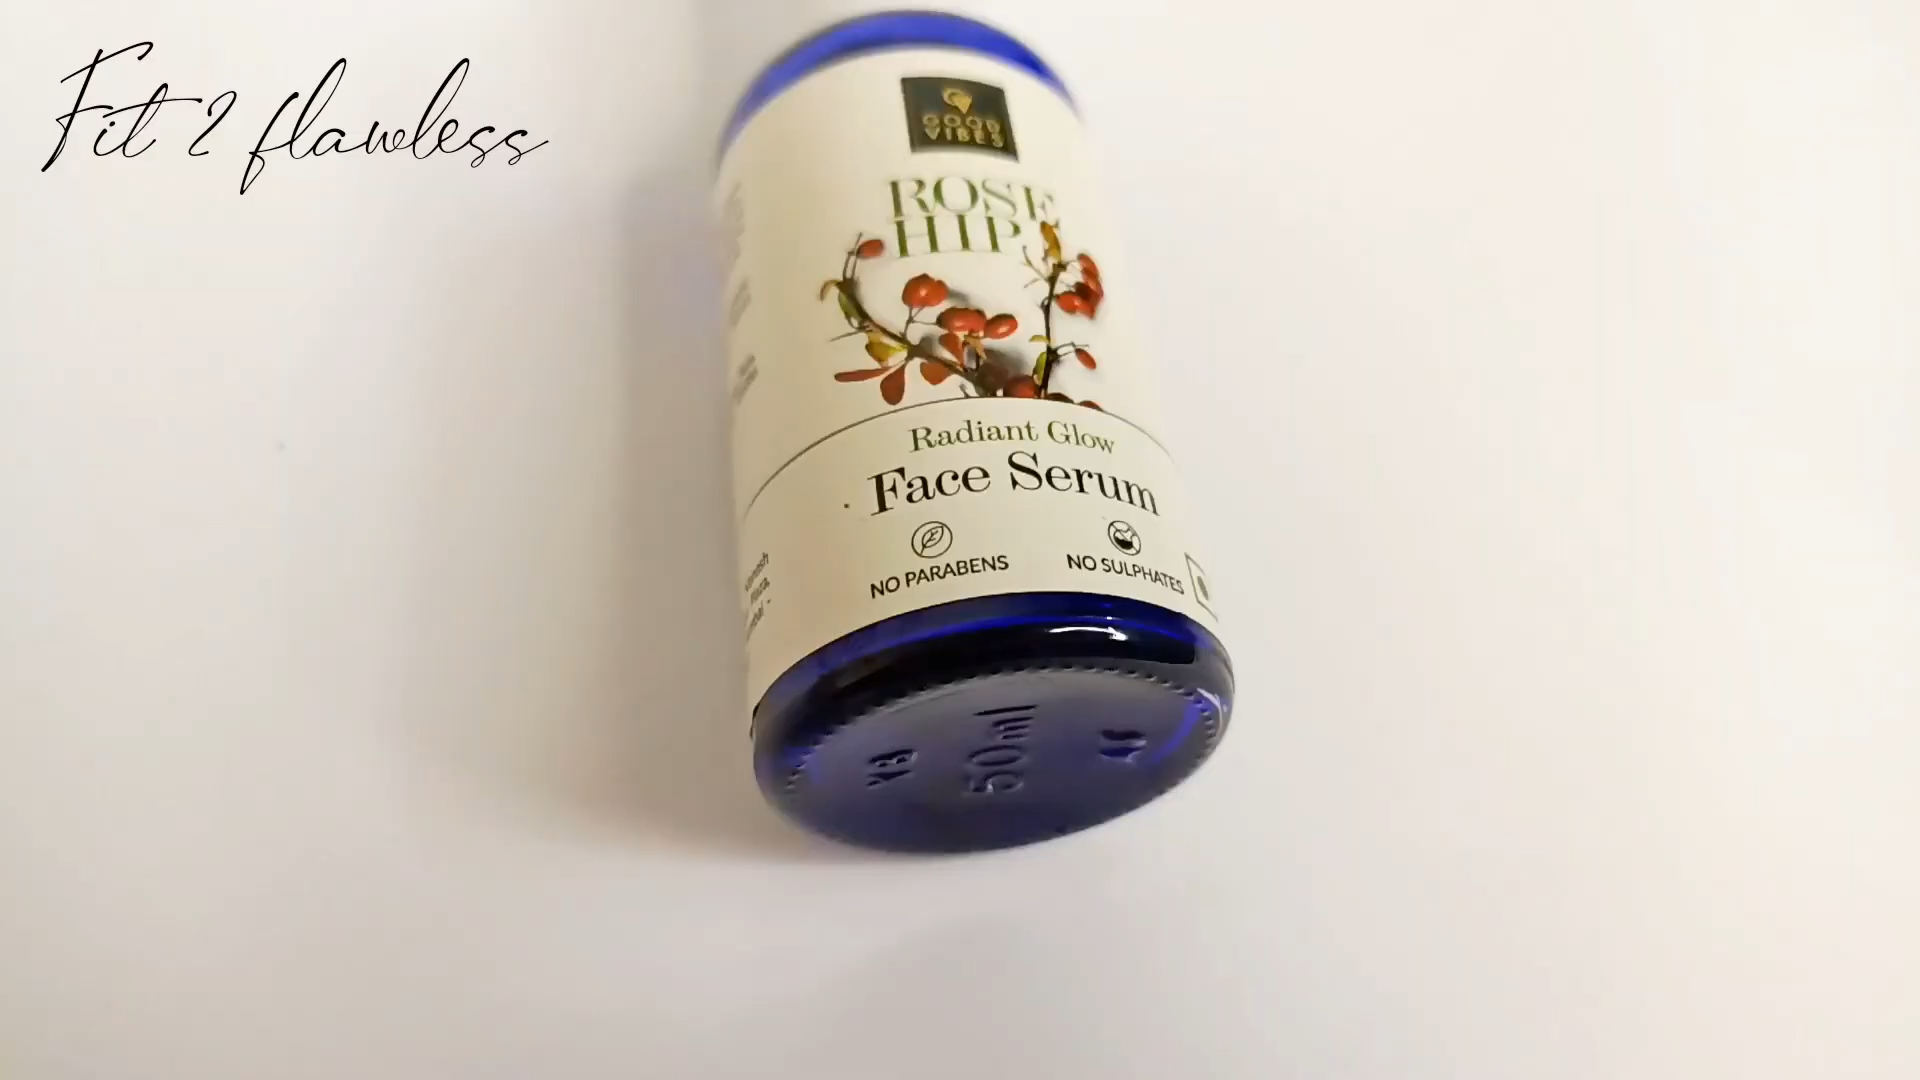 Fit 2 flawless
GOOD
VIBES
ROSE
HIP
Radiant Glow
Face Serum
NO PARABENS
NO SULPHATES
50ml